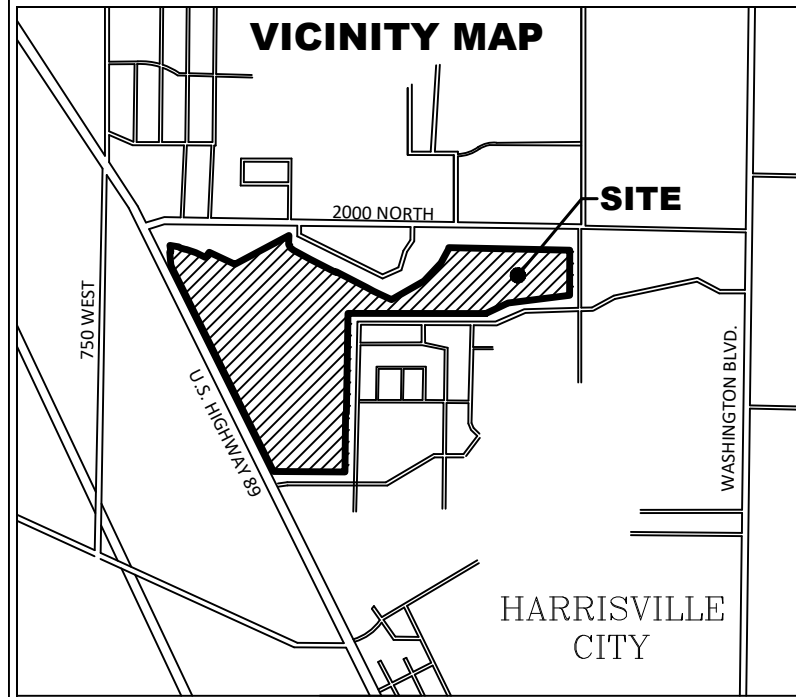 VICINITY MAP
SITE
2000 NORTH
750 WEST
U.S. HIGHWAY 89
WASHINGTON BLVD.
HARRISVILLE
CITY